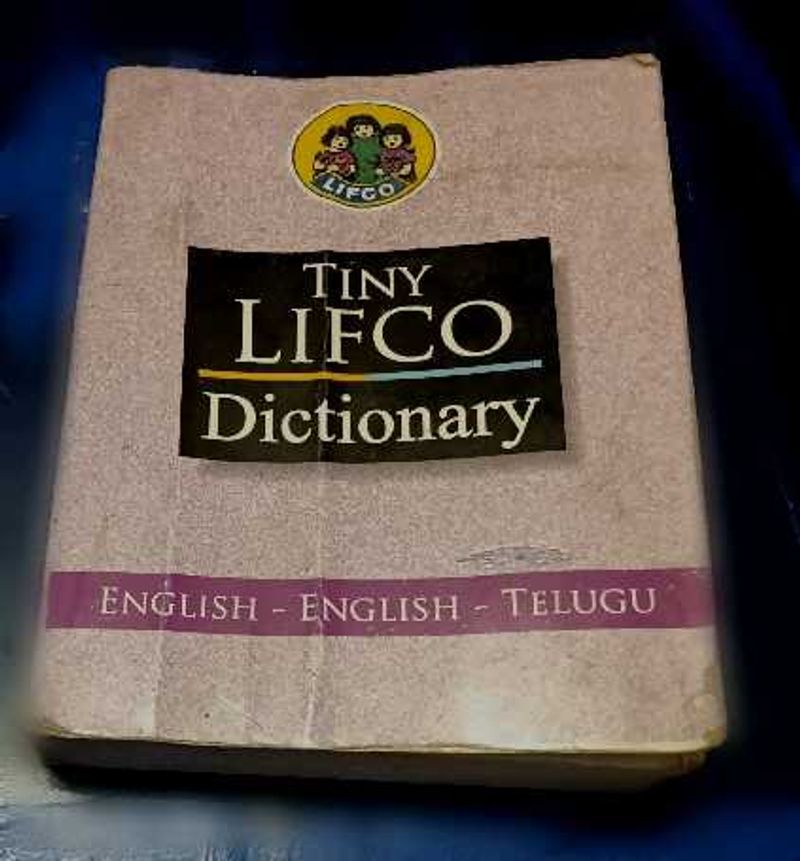 LIFCO
TINY
LIFCO
Dictionary
ENGLISH - ENGLISH - TELUGU